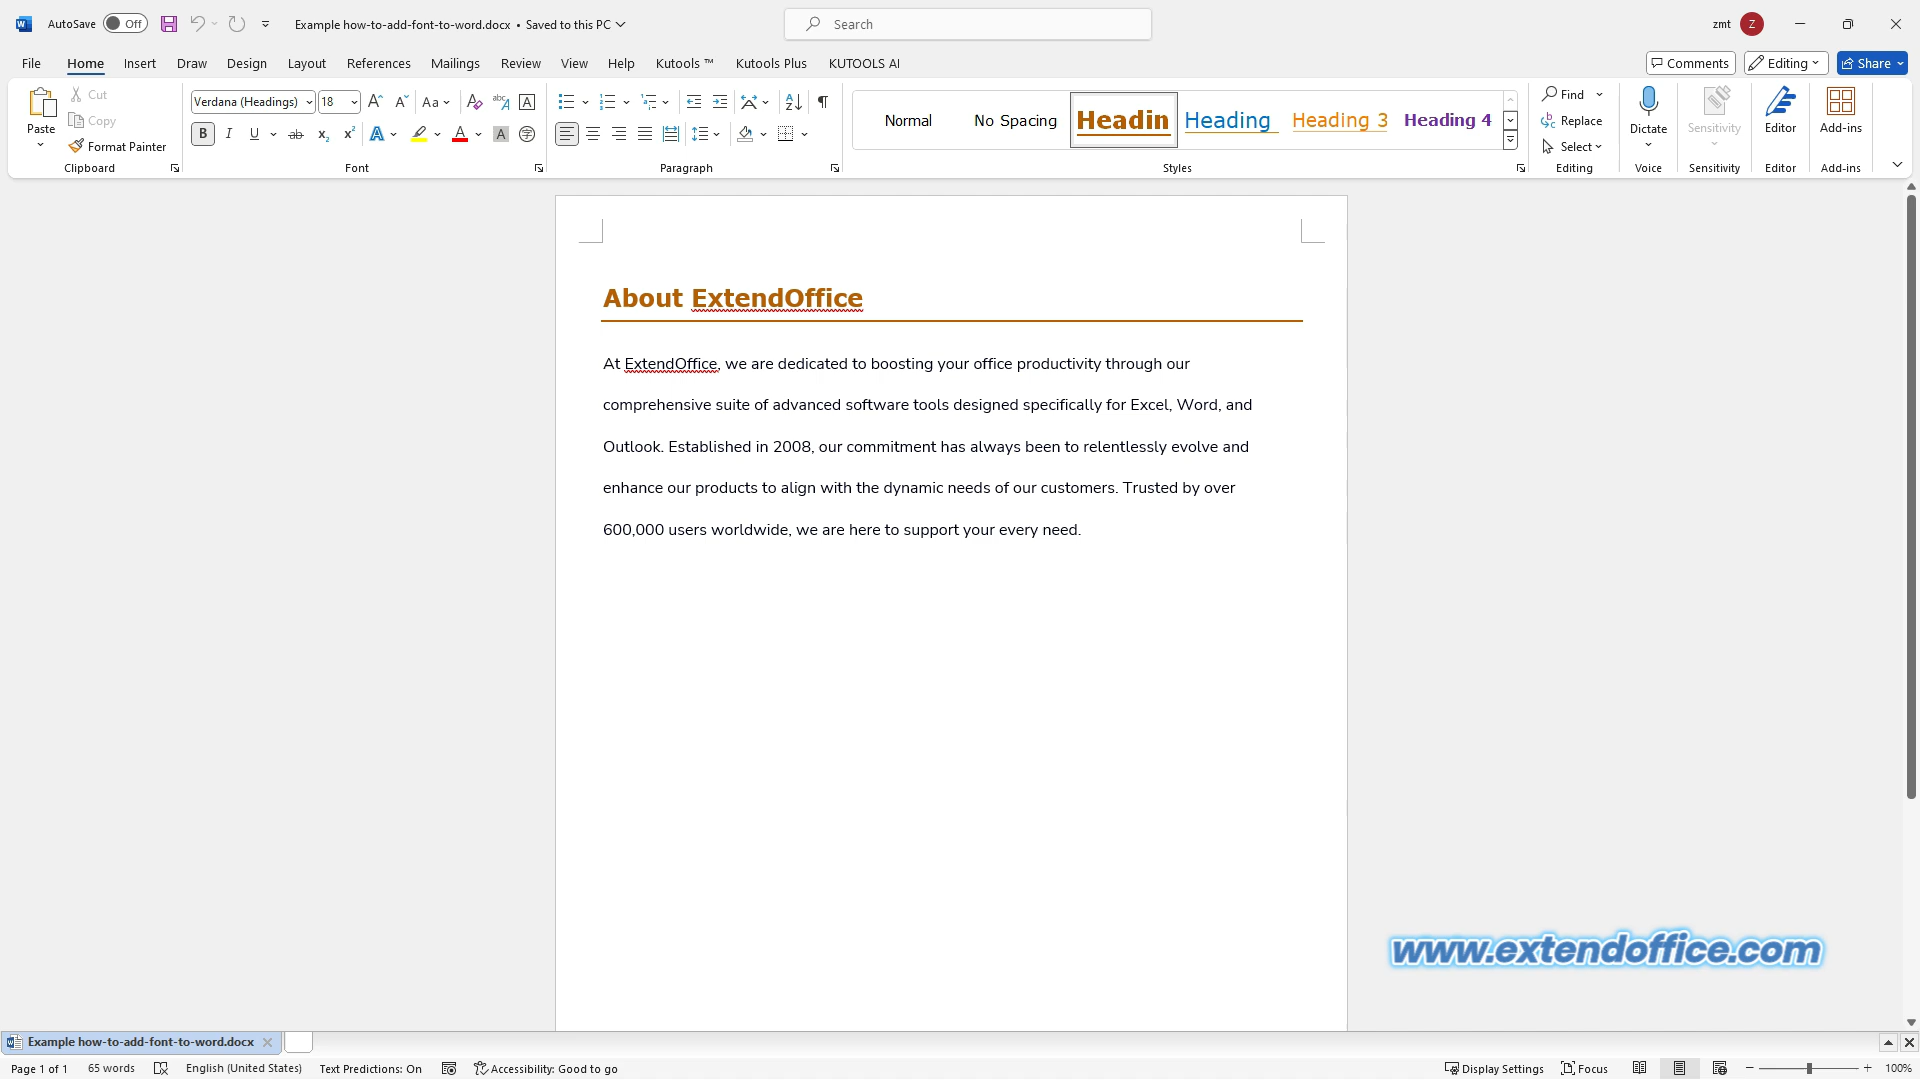 AutoSave Off Example how-to-add-font-to-word.docx • Saved to this PC Search zmt Z
File Home Insert Draw Design Layout References Mailings Review View Help Kutools ™ Kutools Plus KUTOOLS AI Comments Editing Share
Paste Cut Copy Format Painter Clipboard
Verdana (Headings) 18 Font
Paragraph
Normal No Spacing Headin Heading Heading 3 Heading 4 Styles
Find Replace Select Editing
Dictate Voice
Sensitivity Sensitivity
Editor Editor
Add-ins Add-ins
About ExtendOffice
At ExtendOffice, we are dedicated to boosting your office productivity through our
comprehensive suite of advanced software tools designed specifically for Excel, Word, and
Outlook. Established in 2008, our commitment has always been to relentlessly evolve and
enhance our products to align with the dynamic needs of our customers. Trusted by over
600,000 users worldwide, we are here to support your every need.
www.extendoffice.com
Example how-to-add-font-to-word.docx
Page 1 of 1 65 words English (United States) Text Predictions: On Accessibility: Good to go Display Settings Focus 100%